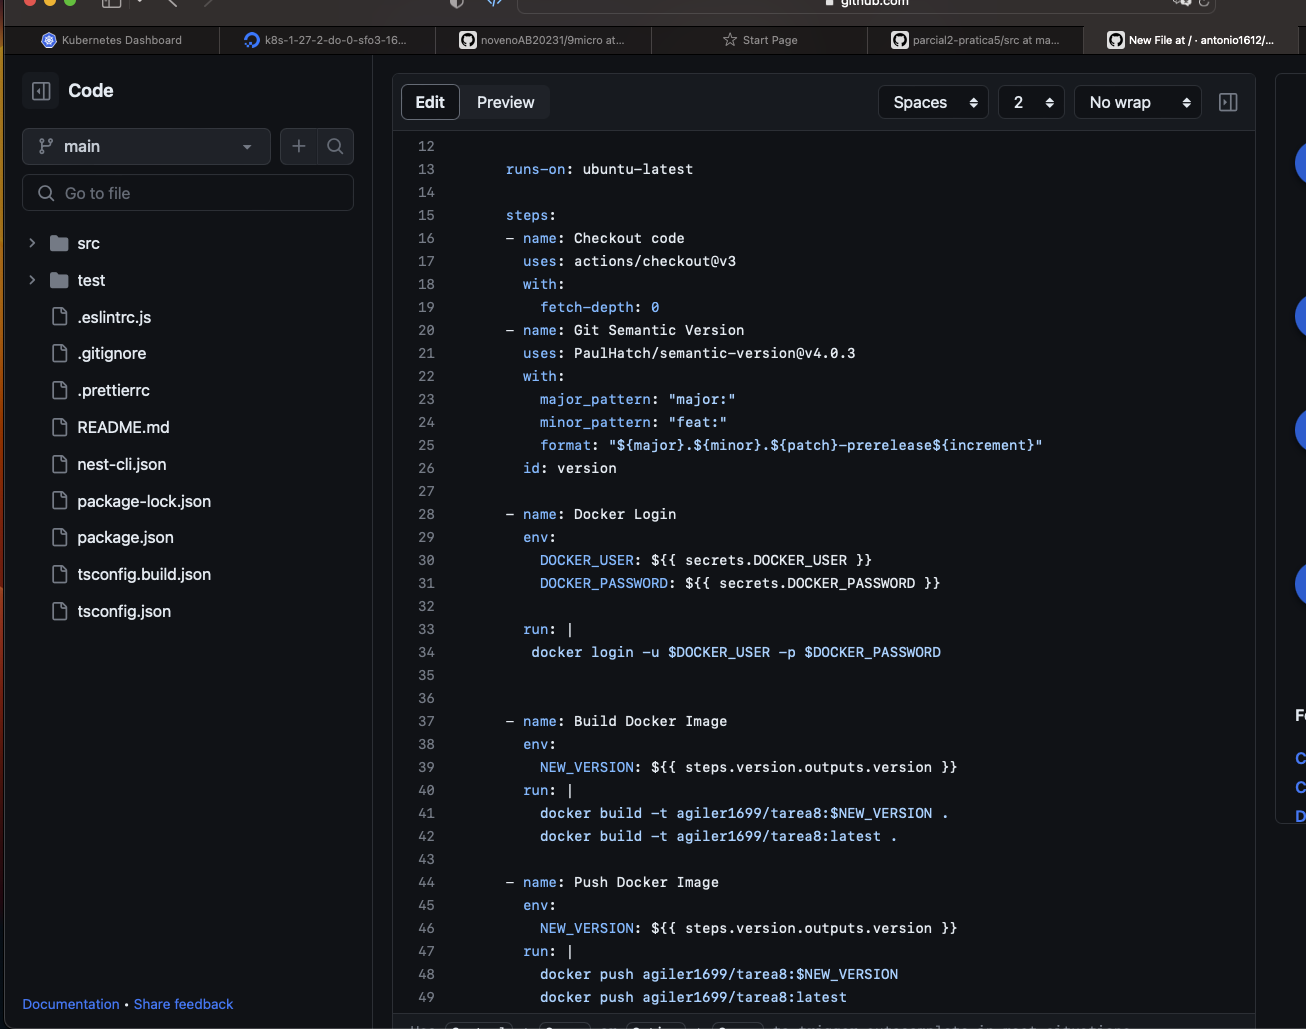 github.com
Kubernetes Dashboard
k8s-1-27-2-do-0-sfo3-16...
novenoAB20231/9micro at...
Start Page
parcial2-pratica5/src at ma...
New File at / · antonio1612/...
Code
main
Go to file
src
test
.eslintrc.js
.gitignore
.prettierrc
README.md
nest-cli.json
package-lock.json
package.json
tsconfig.build.json
tsconfig.json
Documentation • Share feedback
Edit Preview Spaces 2 No wrap
12
13 runs-on: ubuntu-latest
14
15 steps:
16 - name: Checkout code
17 uses: actions/checkout@v3
18 with:
19 fetch-depth: 0
20 - name: Git Semantic Version
21 uses: PaulHatch/semantic-version@v4.0.3
22 with:
23 major_pattern: "major:"
24 minor_pattern: "feat:"
25 format: "${major}.${minor}.${patch}-prerelease${increment}"
26 id: version
27
28 - name: Docker Login
29 env:
30 DOCKER_USER: ${{ secrets.DOCKER_USER }}
31 DOCKER_PASSWORD: ${{ secrets.DOCKER_PASSWORD }}
32
33 run: |
34 docker login -u $DOCKER_USER -p $DOCKER_PASSWORD
35
36
37 - name: Build Docker Image
38 env:
39 NEW_VERSION: ${{ steps.version.outputs.version }}
40 run: |
41 docker build -t agiler1699/tarea8:$NEW_VERSION .
42 docker build -t agiler1699/tarea8:latest .
43
44 - name: Push Docker Image
45 env:
46 NEW_VERSION: ${{ steps.version.outputs.version }}
47 run: |
48 docker push agiler1699/tarea8:$NEW_VERSION
49 docker push agiler1699/tarea8:latest